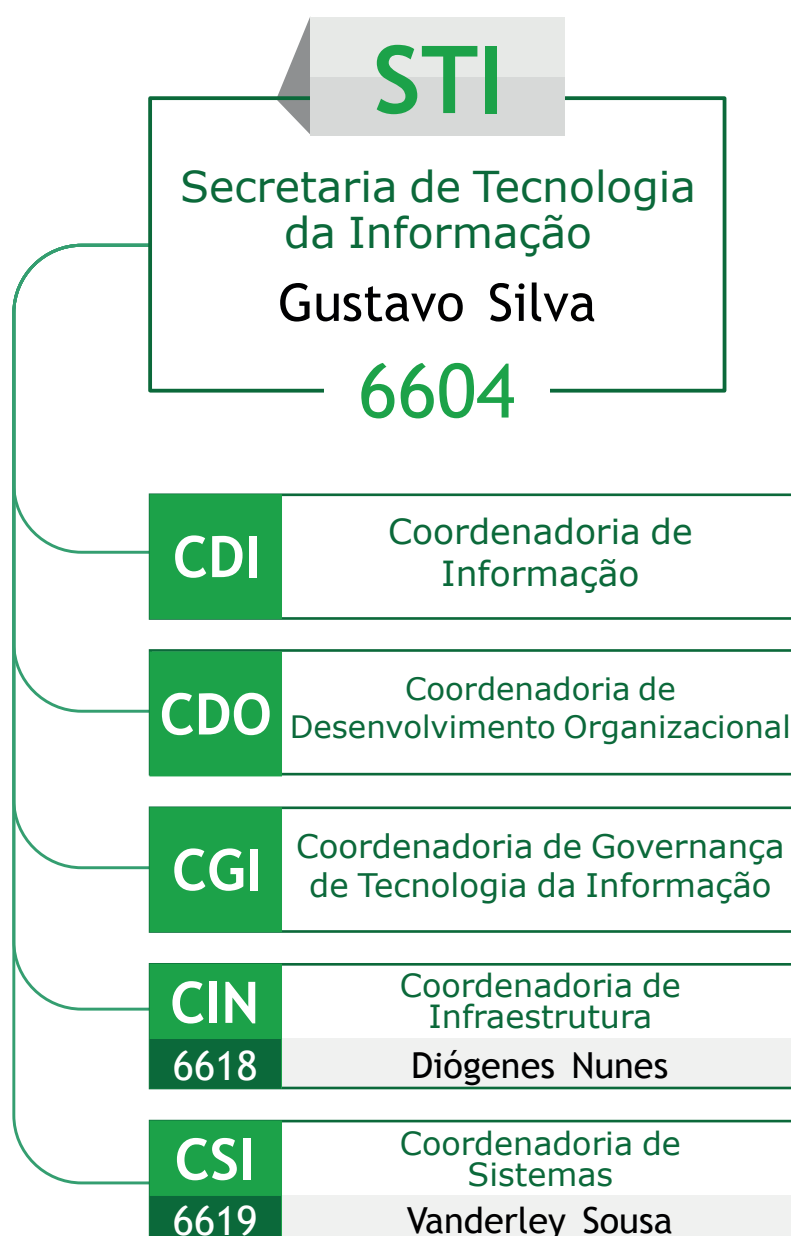 STI
Secretaria de Tecnologia
da Informação
Gustavo Silva
6604
CDI
Coordenadoria de
Informação
CDO
Coordenadoria de
Desenvolvimento Organizacional
CGI
Coordenadoria de Governança
de Tecnologia da Informação
CIN
Coordenadoria de
Infraestrutura
6618
Diógenes Nunes
CSI
Coordenadoria de
Sistemas
6619
Vanderley Sousa